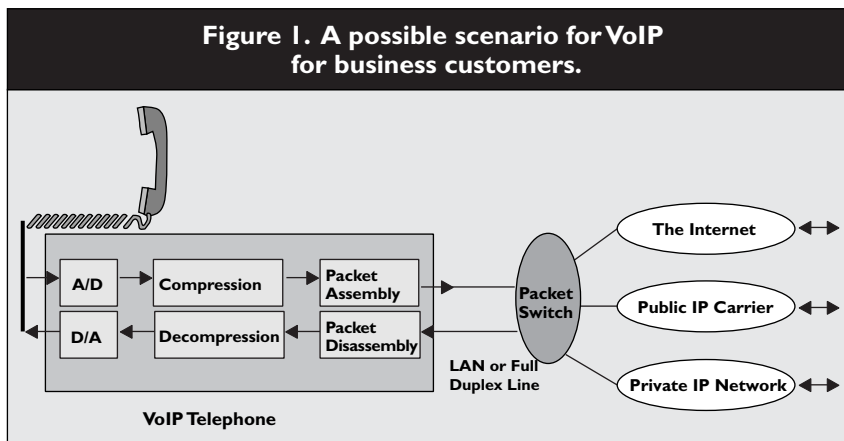 Figure 1. A possible scenario for VoIP
for business customers.
The Internet
A/D
Compression
Packet
Assembly
Packet
Switch
Public IP Carrier
D/A
Decompression
Packet
Disassembly
LAN or Full
Duplex Line
Private IP Network
VoIP Telephone